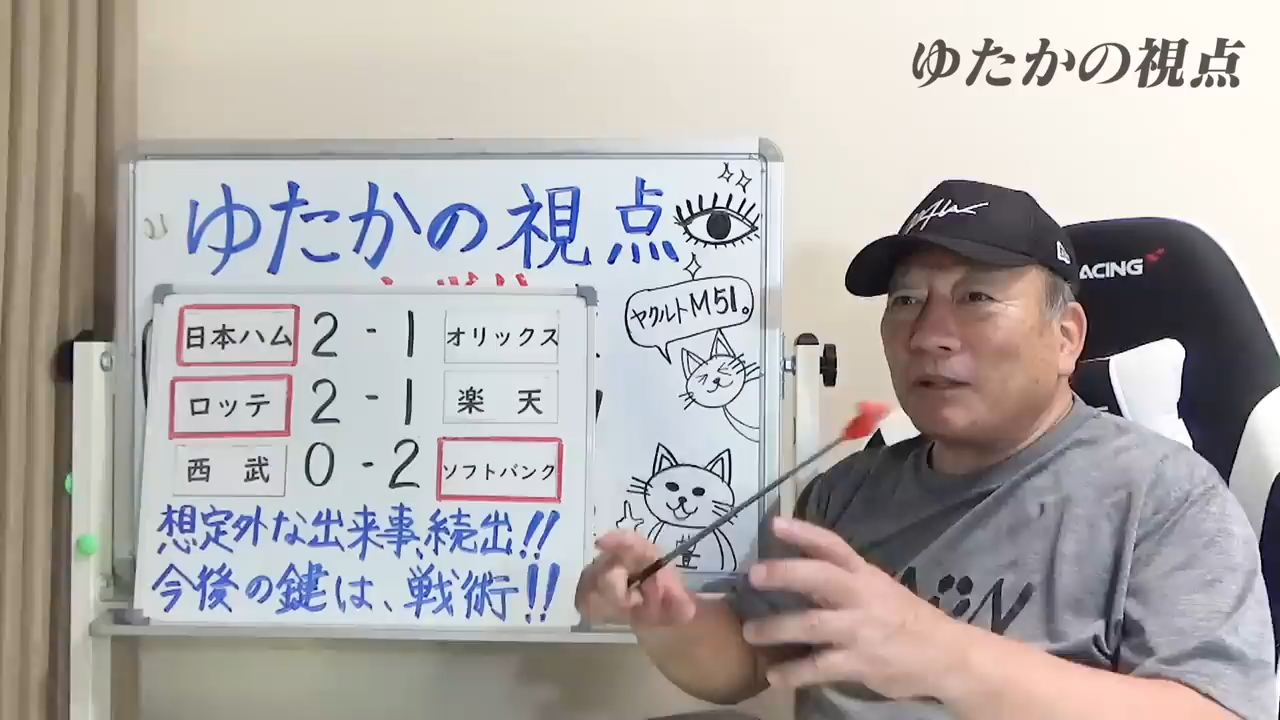 ゆたかの視点
ゆたかの視点
ヤクルトM51。
日本ハム 2 - 1 オリックス
ロッテ 2 - 1 楽 天
西 武 0 - 2 ソフトバンク
想定外な出来事続出!!
今後の鍵は、戦術!!
豊
ACING